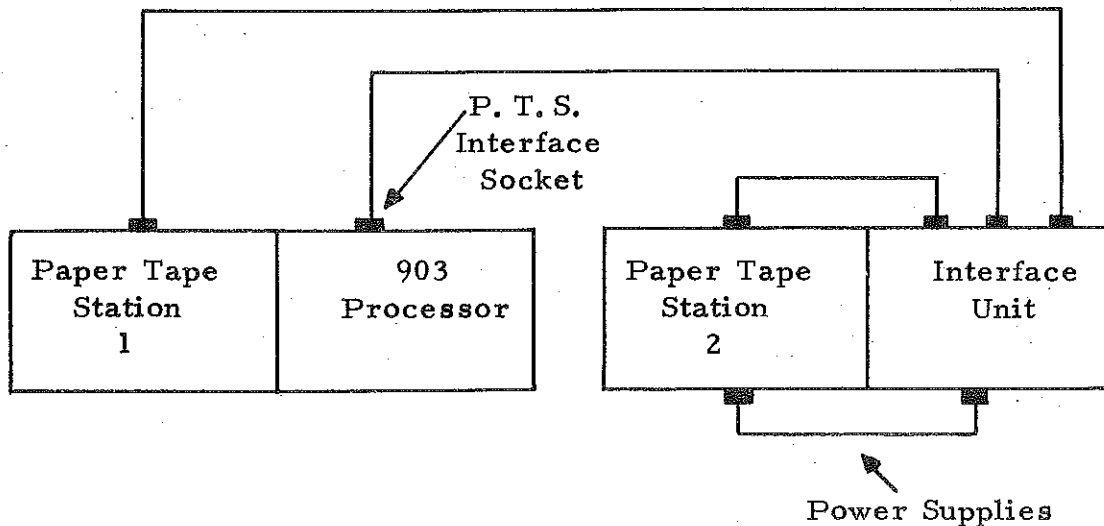 P. T. S.
Interface
Socket
Paper Tape
Station
1
903
Processor
Paper Tape
Station
2
Interface
Unit
Power Supplies